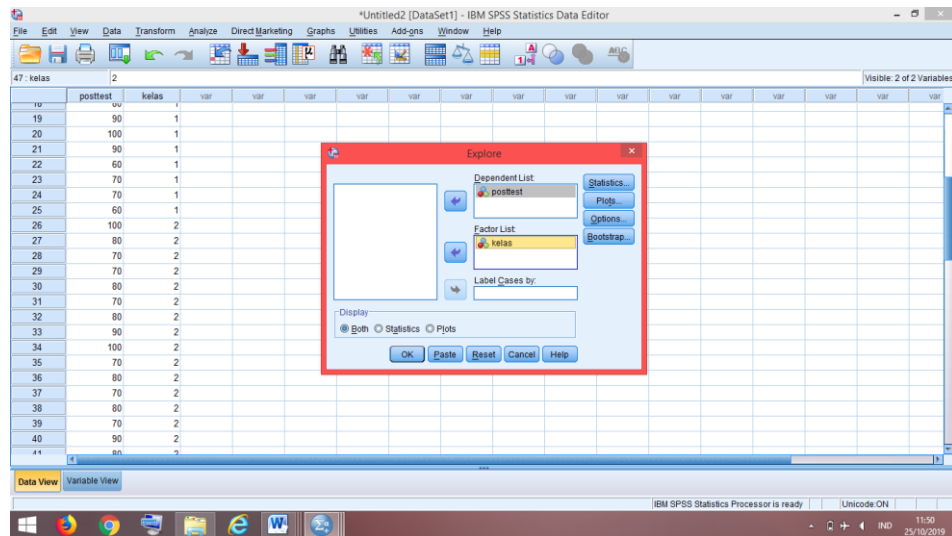 *Untitled2 [DataSet1] - IBM SPSS Statistics Data Editor
File Edit View Data Transform Analyze Direct Marketing Graphs Utilities Add-ons Window Help
47 : kelas 2 Visible: 2 of 2 Variables
posttest kelas var var var var var var var var var var var var var var
19 90 1
20 100 1
21 90 1
22 60 1
23 70 1
24 70 1
25 60 1
26 100 2
27 80 2
28 70 2
29 70 2
30 80 2
31 70 2
32 80 2
33 90 2
34 100 2
35 70 2
36 80 2
37 70 2
38 80 2
39 70 2
40 90 2
41 80 2
Explore
Dependent List:
posttest
Factor List:
kelas
Label Cases by:
Statistics...
Plots...
Options...
Bootstrap...
Display
Both Statistics Plots
OK Paste Reset Cancel Help
Data View Variable View
IBM SPSS Statistics Processor is ready Unicode:ON
IND 11:50
25/10/2019